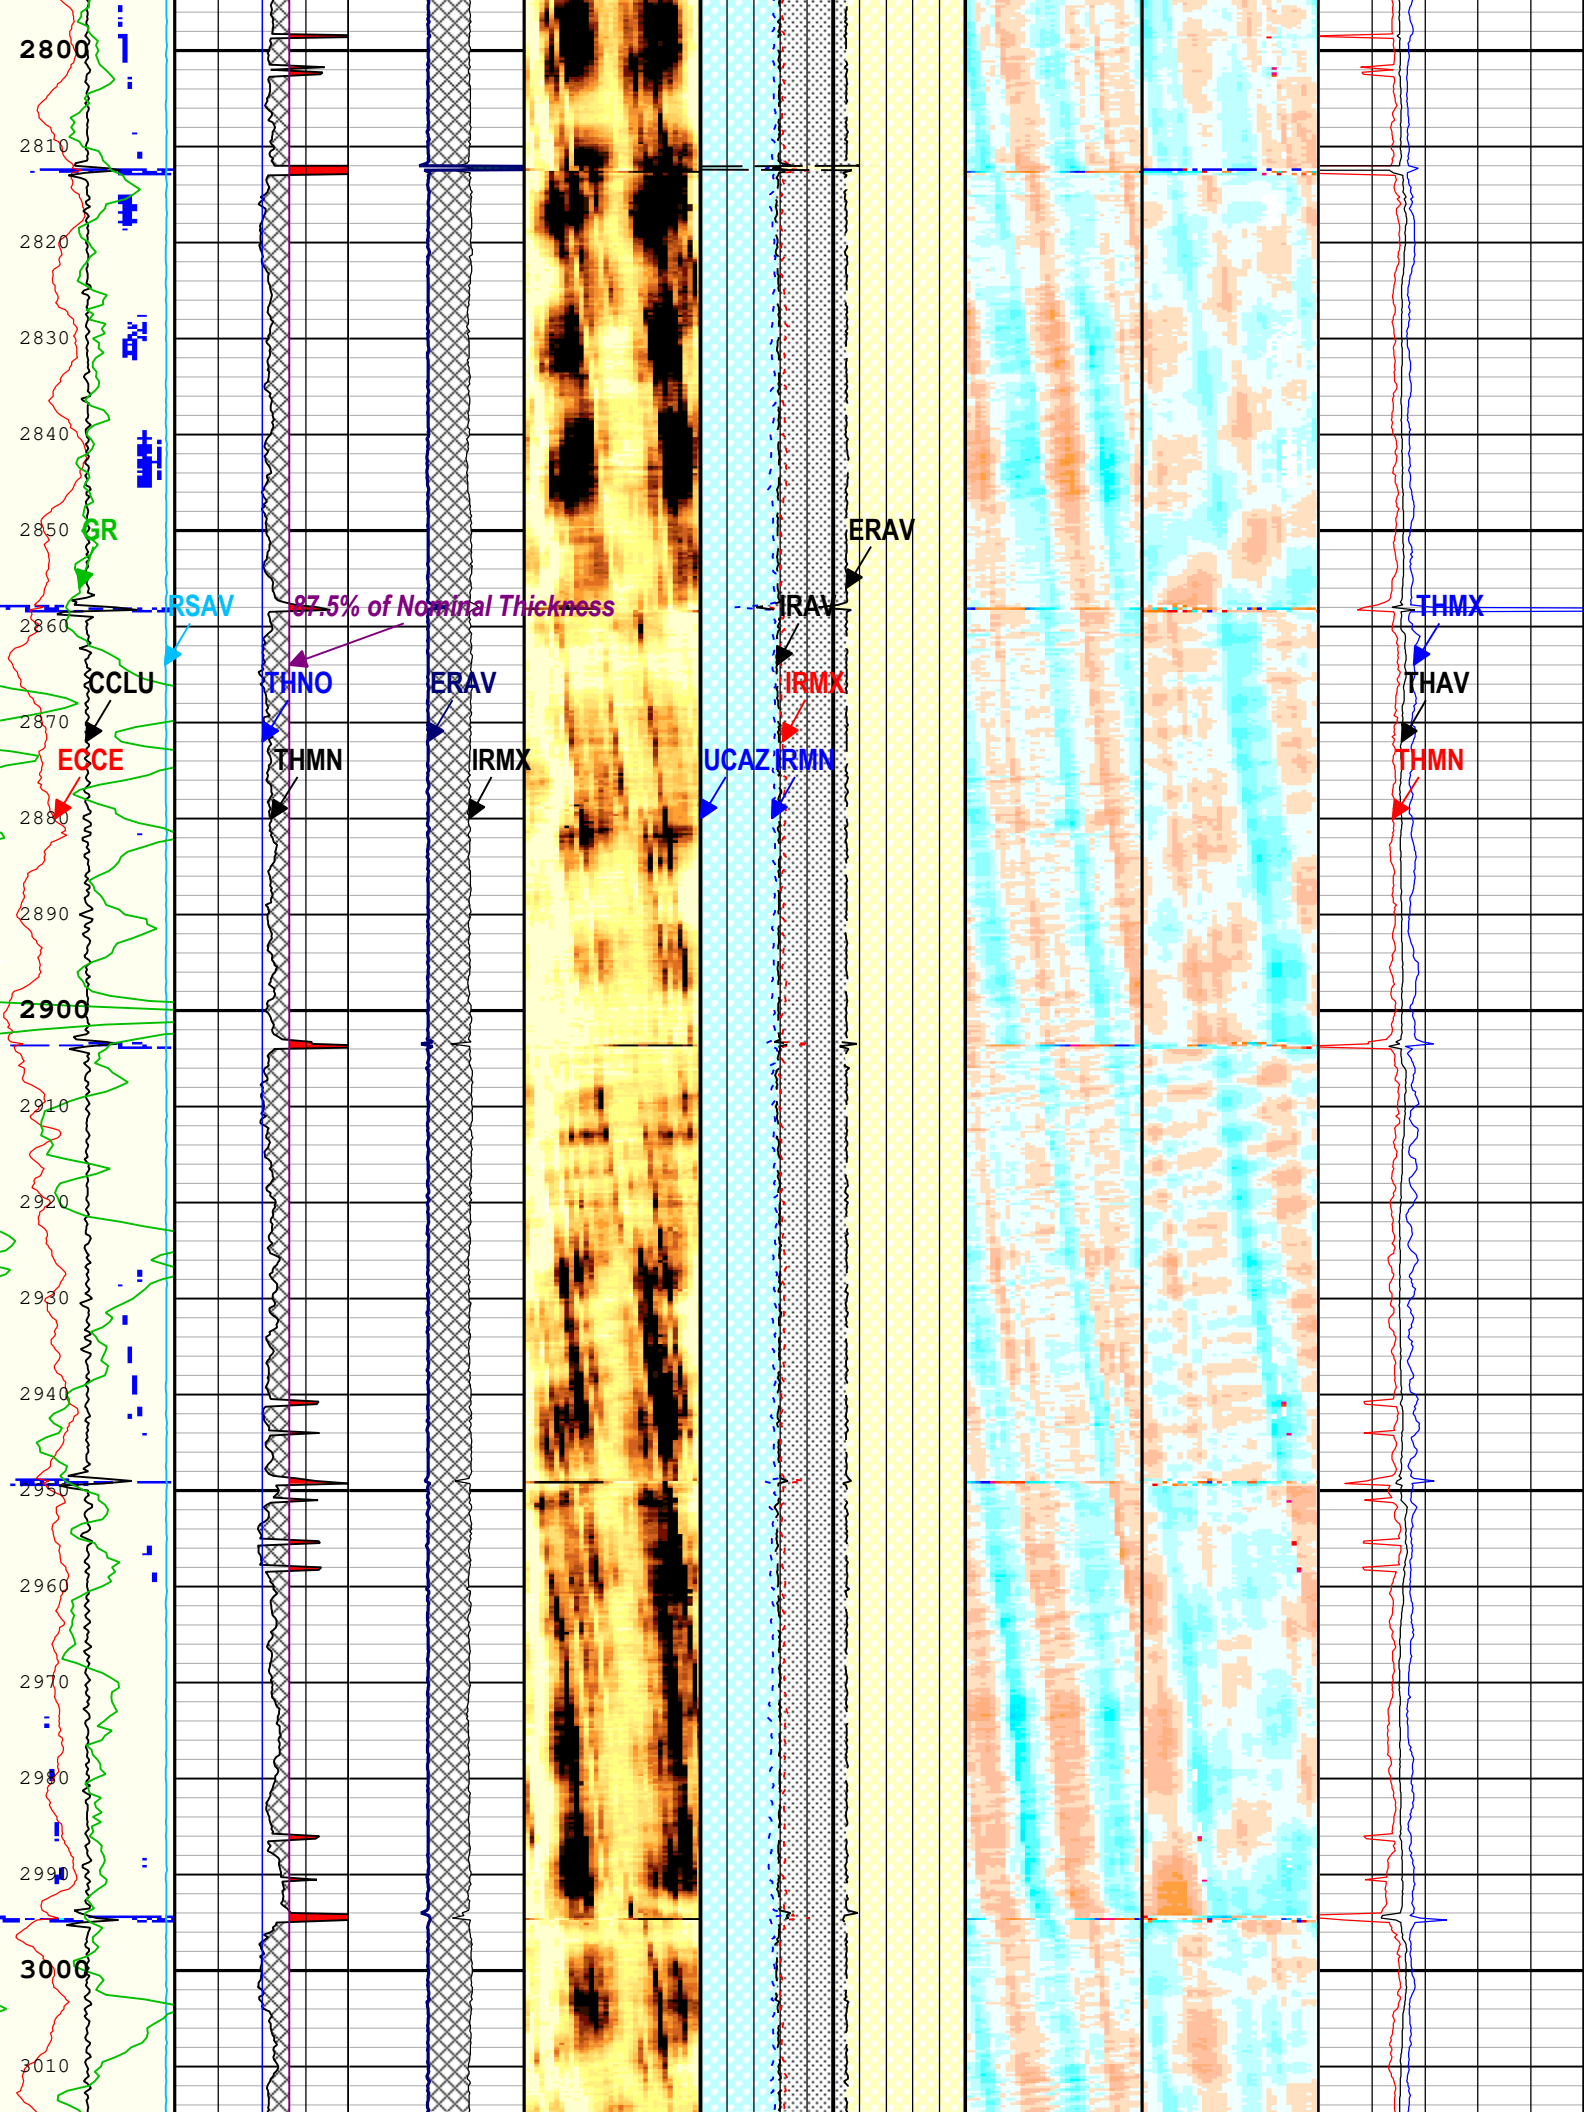 2800
2810
2820
2830
2840
2850
GR
ERAV
RSAV
87.5% of Nominal Thickness
IRAV
THMX
2860
CCLU
THNO
ERAV
IRMX
THAV
2870
ECCE
THMN
IRMX
UCAZ
IRMN
THMN
2880
2890
2900
2910
2920
2930
2940
2950
2960
2970
2980
2990
3000
3010